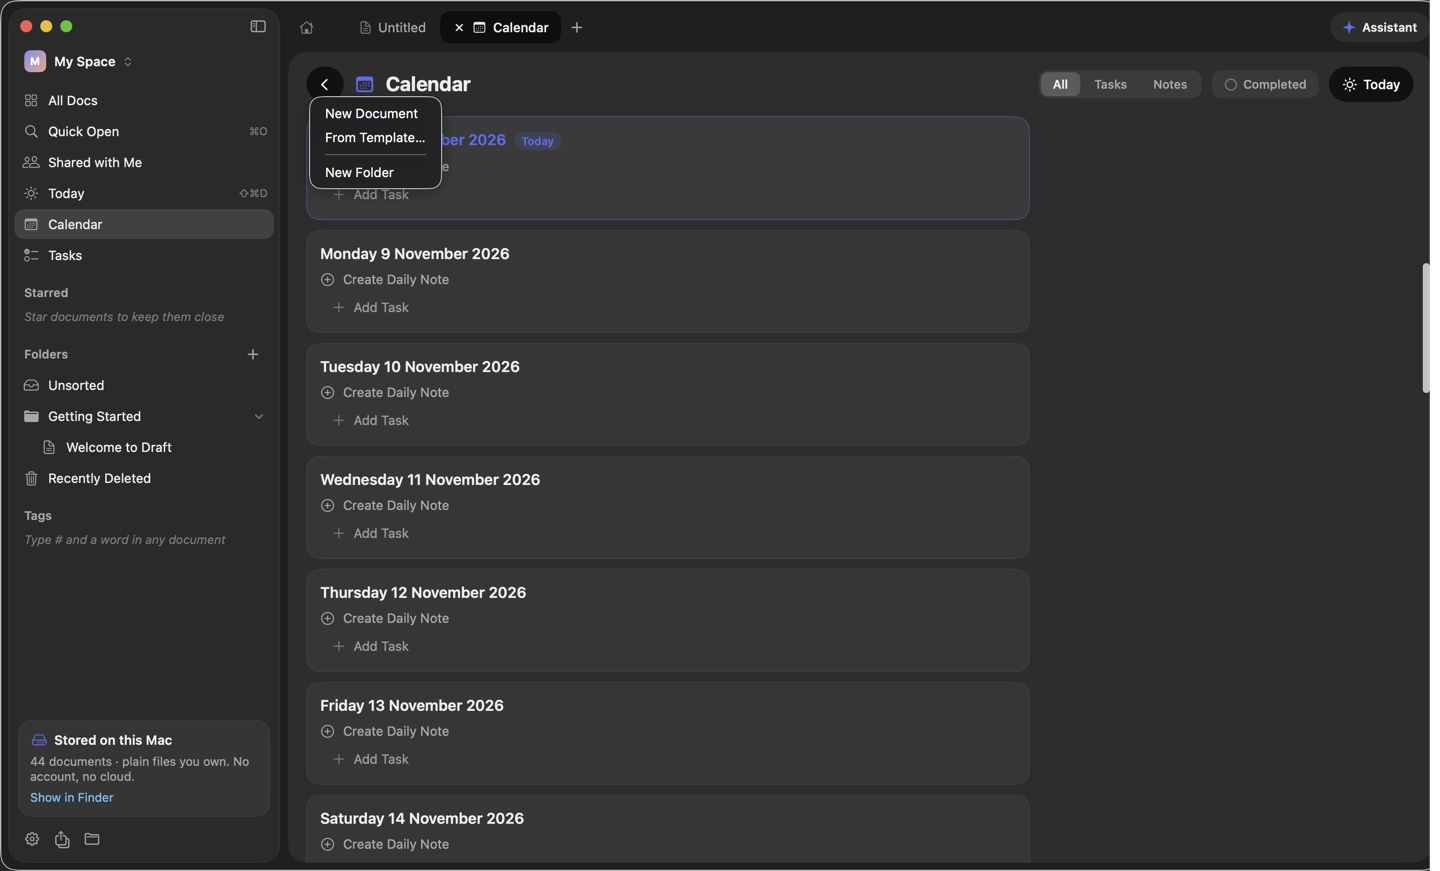 Untitled
Calendar
Assistant
M My Space
All Docs
Quick Open ⌘O
Shared with Me
Today ⇧⌘D
Calendar
Tasks
Starred
Star documents to keep them close
Folders
Unsorted
Getting Started
Welcome to Draft
Recently Deleted
Tags
Type # and a word in any document
Stored on this Mac
44 documents · plain files you own. No
account, no cloud.
Show in Finder
Calendar
All Tasks Notes
Completed
Today
New Document
From Template...
New Folder
ber 2026 Today
e
Add Task
Monday 9 November 2026
Create Daily Note
Add Task
Tuesday 10 November 2026
Create Daily Note
Add Task
Wednesday 11 November 2026
Create Daily Note
Add Task
Thursday 12 November 2026
Create Daily Note
Add Task
Friday 13 November 2026
Create Daily Note
Add Task
Saturday 14 November 2026
Create Daily Note